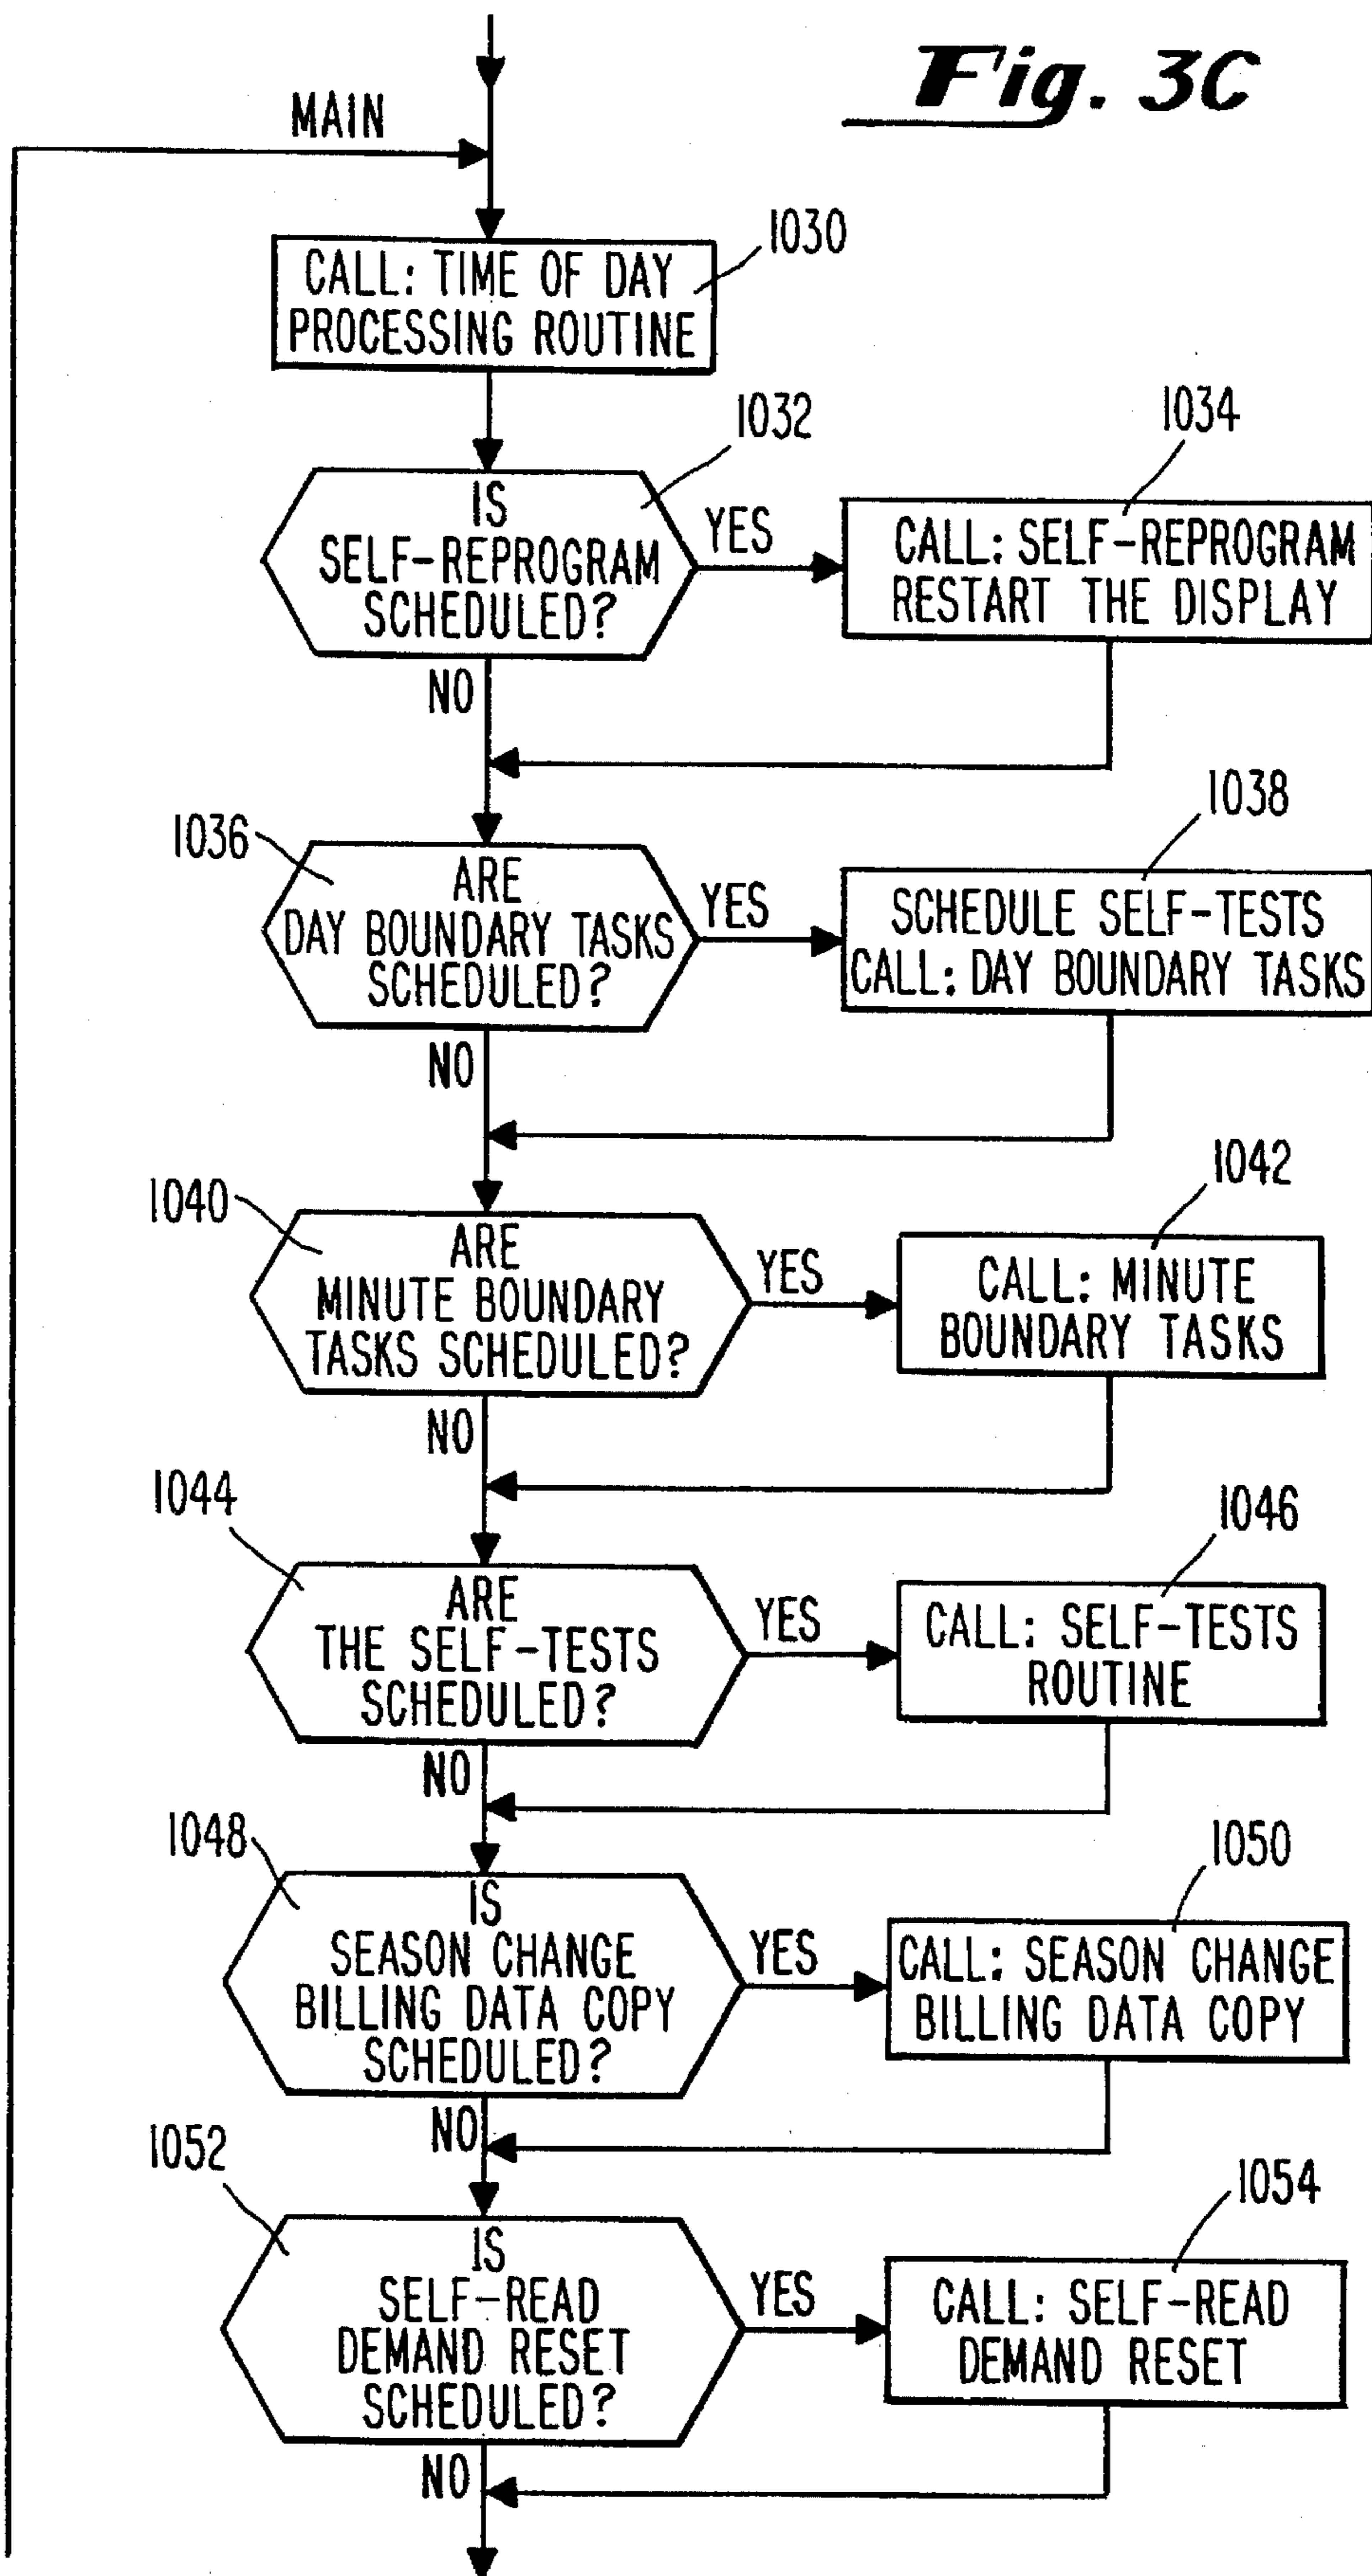 Fig. 3C
MAIN
1030
CALL: TIME OF DAY
PROCESSING ROUTINE
1032
1034
IS
SELF-REPROGRAM
SCHEDULED?
YES
CALL: SELF-REPROGRAM
RESTART THE DISPLAY
NO
1036
1038
ARE
DAY BOUNDARY TASKS
SCHEDULED?
YES
SCHEDULE SELF-TESTS
CALL: DAY BOUNDARY TASKS
NO
1040
1042
ARE
MINUTE BOUNDARY
TASKS SCHEDULED?
YES
CALL: MINUTE
BOUNDARY TASKS
NO
1044
1046
ARE
THE SELF-TESTS
SCHEDULED?
YES
CALL: SELF-TESTS
ROUTINE
NO
1048
1050
IS
SEASON CHANGE
BILLING DATA COPY
SCHEDULED?
YES
CALL: SEASON CHANGE
BILLING DATA COPY
NO
1052
1054
IS
SELF-READ
DEMAND RESET
SCHEDULED?
YES
CALL: SELF-READ
DEMAND RESET
NO